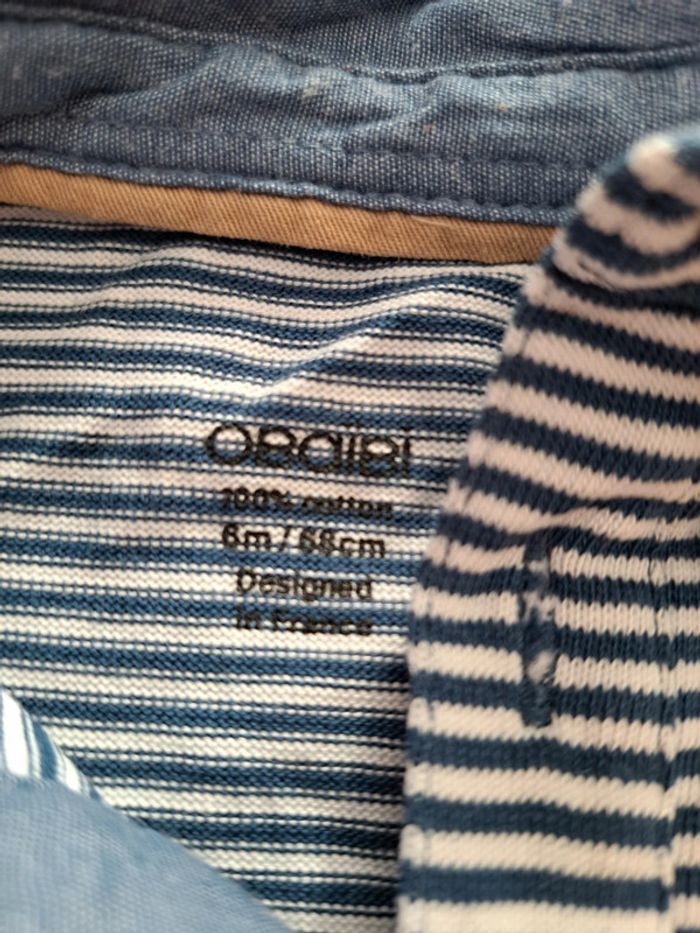 obaibi
100% cotton
6m / 68cm
Designed
in France